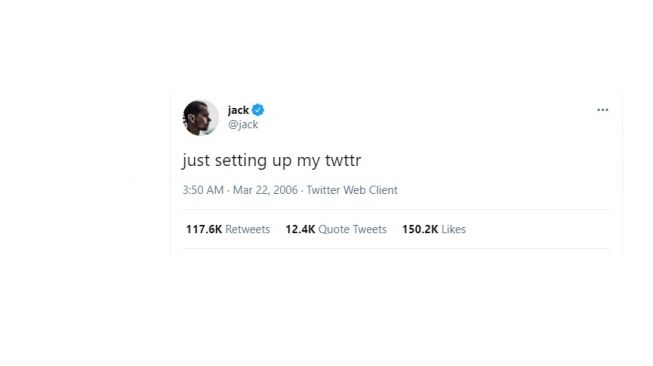 jack
@jack
just setting up my twttr
3:50 AM · Mar 22, 2006 · Twitter Web Client
117.6K Retweets 12.4K Quote Tweets 150.2K Likes